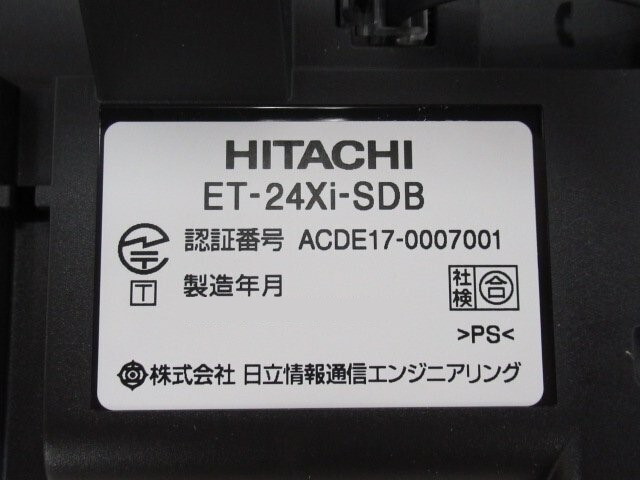 HITACHI
ET-24Xi-SDB
認証番号 ACDE17-0007001
T 製造年月
社検 合
>PS<
株式会社 日立情報通信エンジニアリング